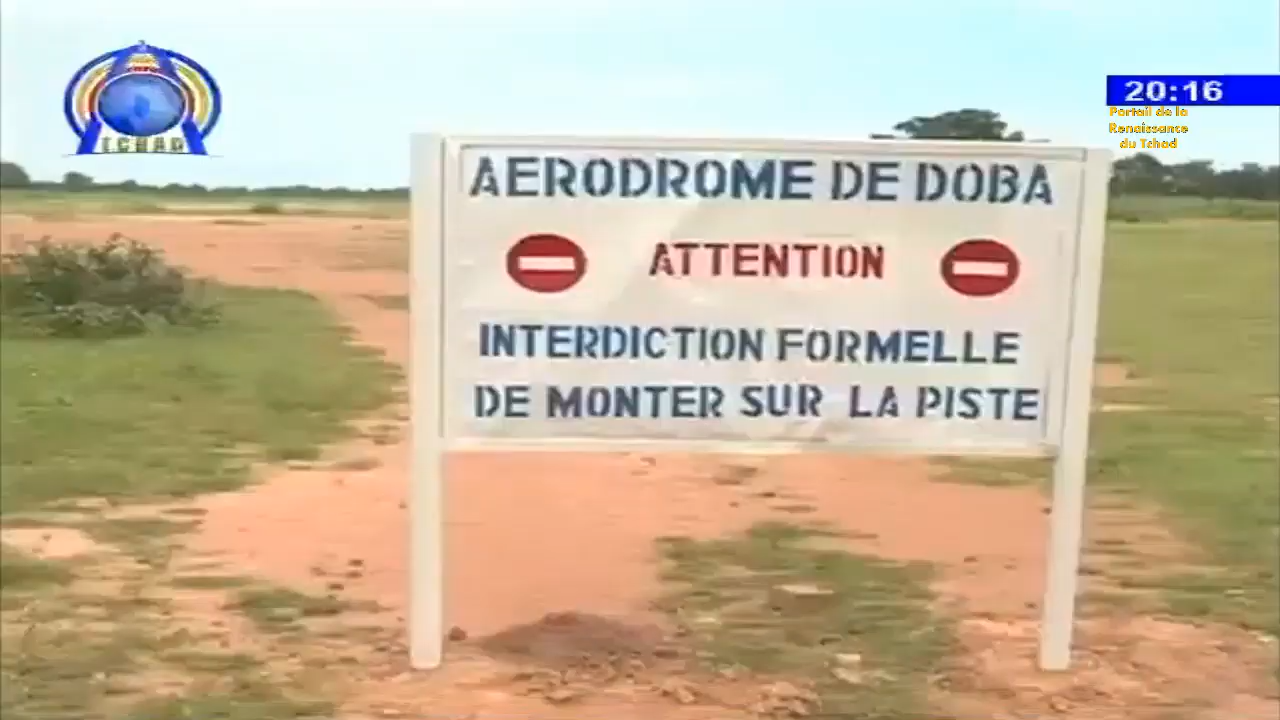 TCHAD
20:16
Portail de la
Renaissance
du Tchad
AERODROME DE DOBA
ATTENTION
INTERDICTION FORMELLE
DE MONTER SUR LA PISTE